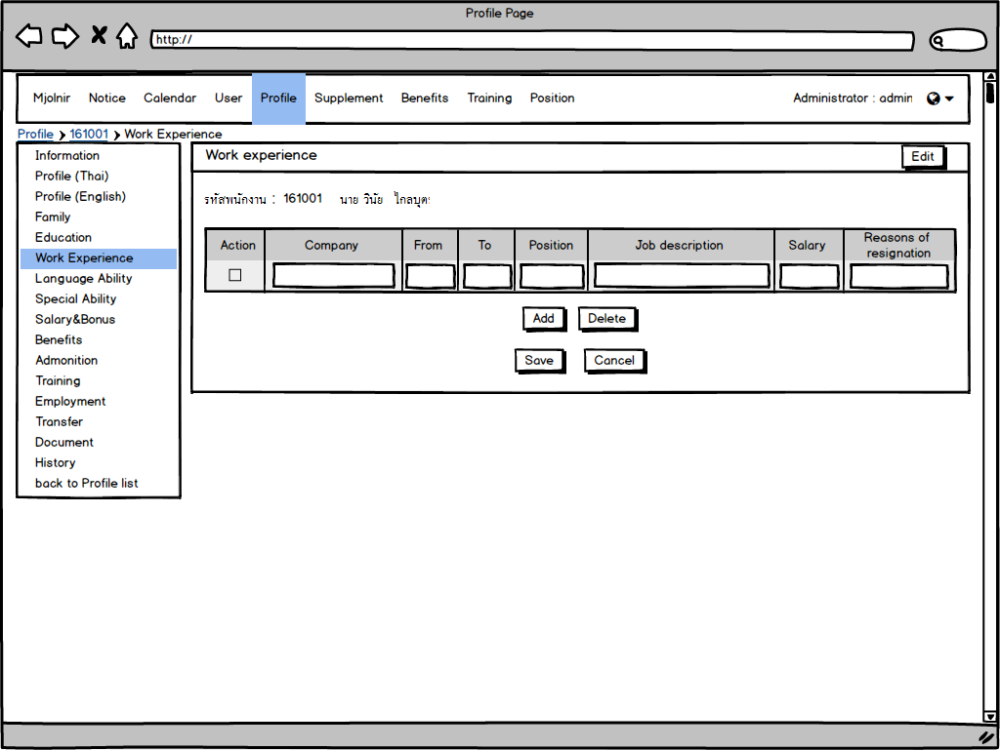 Profile Page
http://
Mjolnir Notice Calendar User Profile Supplement Benefits Training Position Administrator : admin
Profile 161001 Work Experience
Information
Profile (Thai)
Profile (English)
Family
Education
Work Experience
Language Ability
Special Ability
Salary&Bonus
Benefits
Admonition
Training
Employment
Transfer
Document
History
back to Profile list
Work experience Edit
รหัสพนักงาน : 161001 นาย วินัย ไกลบุตร
Action Company From To Position Job description Salary Reasons of
resignation
Add Delete
Save Cancel